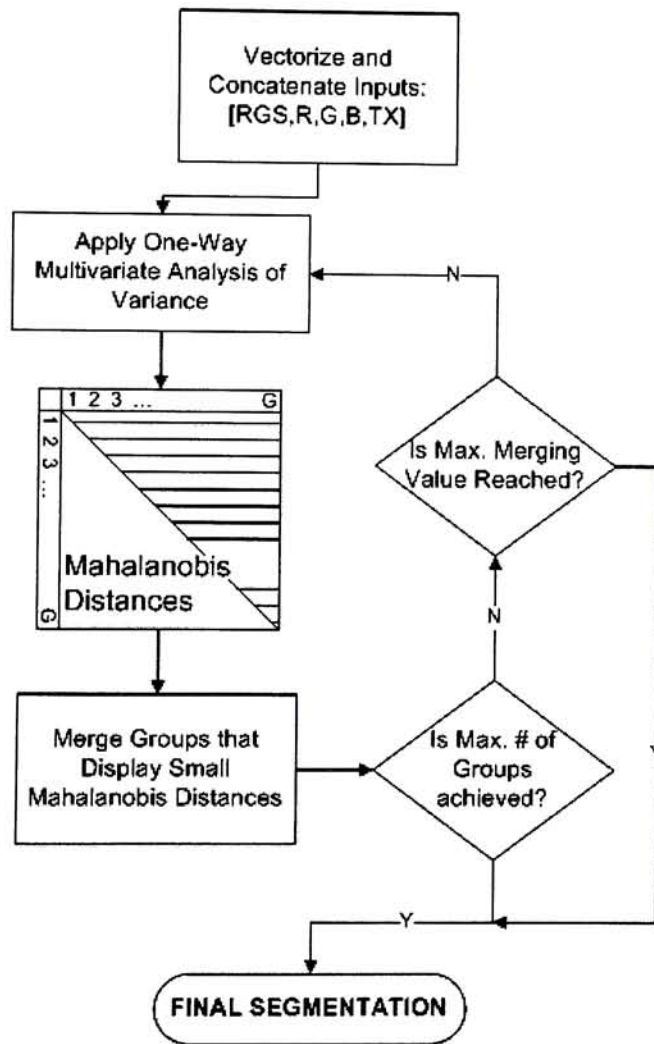 Vectorize and
Concatenate Inputs:
[RGS,R,G,B,TX]
Apply One-Way
Multivariate Analysis of
Variance
N
1 2 3 ... G
1 2 3 ... G
Mahalanobis
Distances
Is Max. Merging
Value Reached?
N
Merge Groups that
Display Small
Mahalanobis Distances
Is Max. # of
Groups
achieved?
Y
FINAL SEGMENTATION